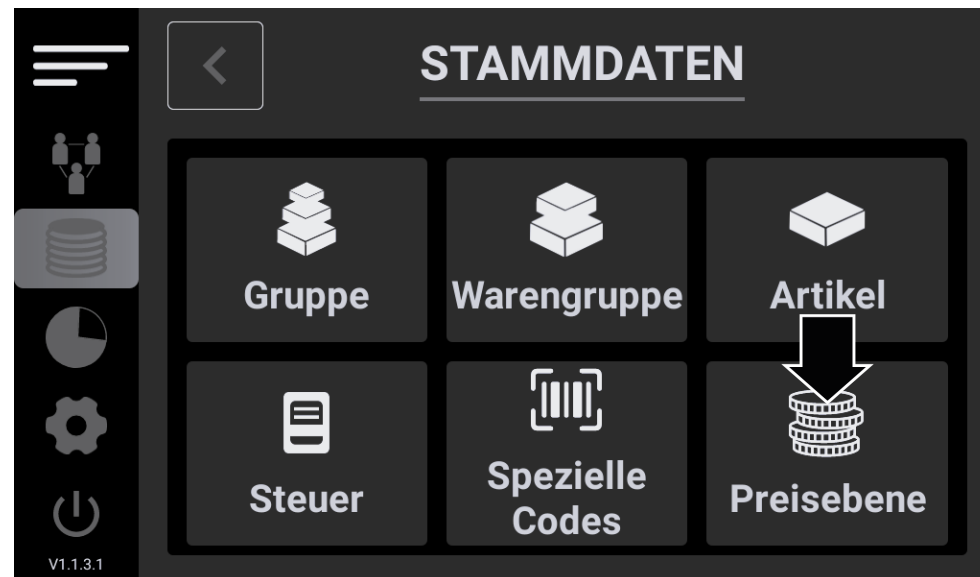 STAMMDATEN
Gruppe
Warengruppe
Artikel
Steuer
Spezielle
Codes
Preisebene
V1.1.3.1